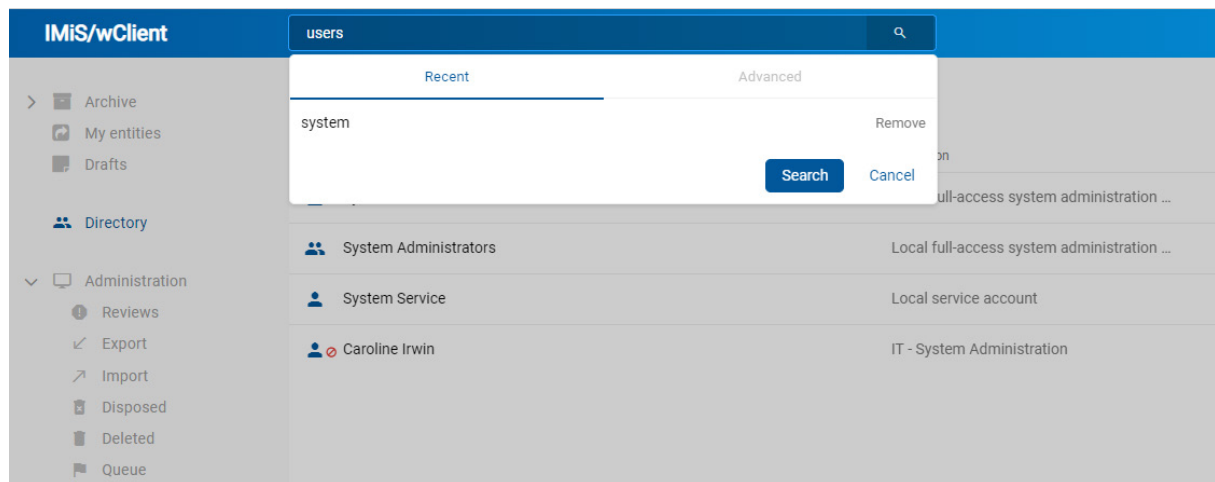 IMiS/wClient
users
Recent Advanced
system Remove
Search Cancel
Archive
My entities
Drafts
Directory
Administration
Reviews
Export
Import
Disposed
Deleted
Queue
on
ull-access system administration ...
System Administrators Local full-access system administration ...
System Service Local service account
Caroline Irwin IT - System Administration